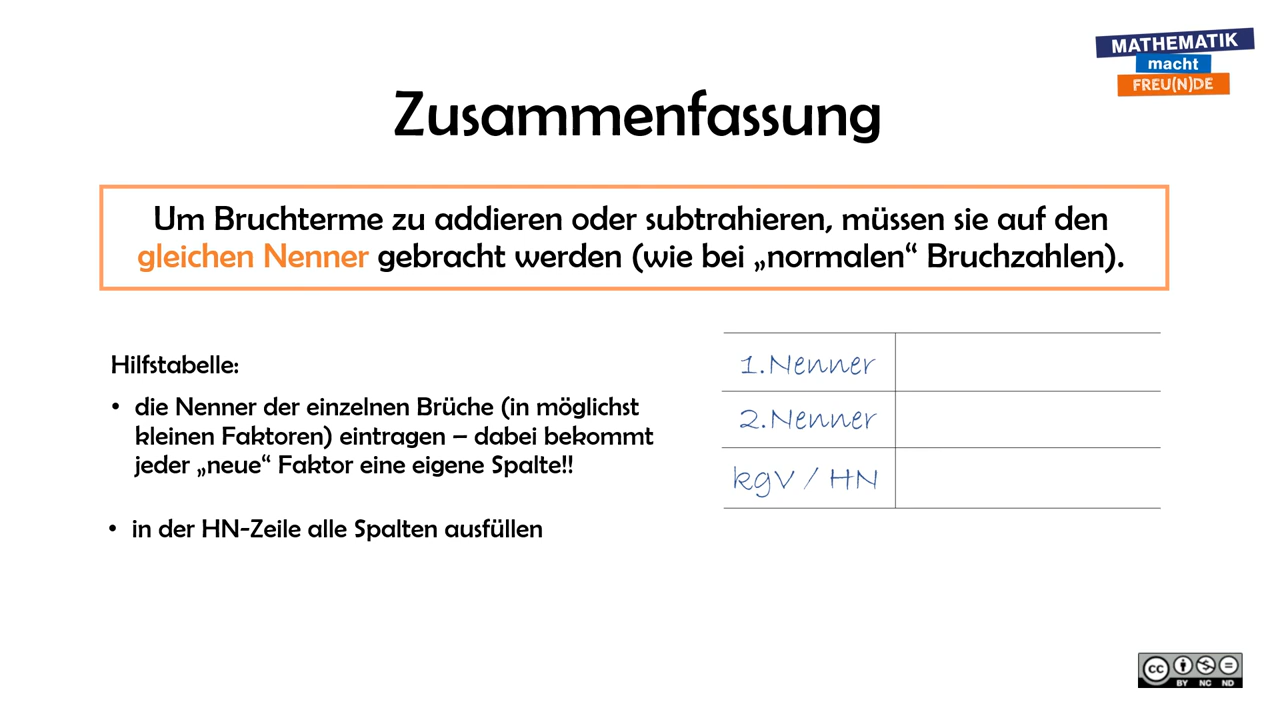 MATHEMATIK
macht
FREU(N)DE
Zusammenfassung
Um Bruchterme zu addieren oder subtrahieren, müssen sie auf den
gleichen Nenner gebracht werden (wie bei „normalen“ Bruchzahlen).
Hilfstabelle:
• die Nenner der einzelnen Brüche (in möglichst
kleinen Faktoren) eintragen – dabei bekommt
jeder „neue“ Faktor eine eigene Spalte!!
• in der HN-Zeile alle Spalten ausfüllen
1.Nenner
2.Nenner
kgV / HN
cc
BY NC ND